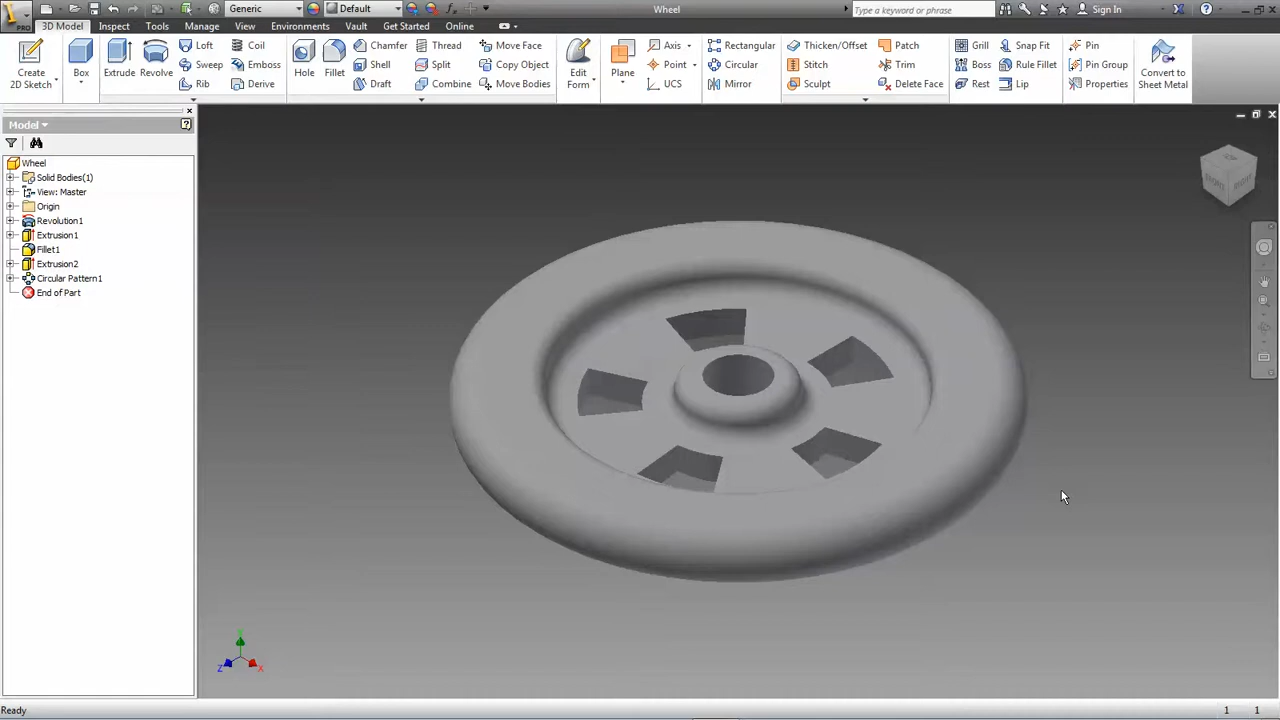 Generic Default Wheel Type a keyword or phrase Sign In
PRO 3D Model Inspect Tools Manage View Environments Vault Get Started Online
Create 2D Sketch Box Extrude Revolve Loft Coil Hole Fillet Chamfer Thread Move Face Edit Form Plane Axis Rectangular Thicken/Offset Patch Grill Snap Fit Pin Convert to Sheet Metal
Sweep Emboss Shell Split Copy Object Point Circular Stitch Trim Boss Rule Fillet Pin Group
Rib Derive Draft Combine Move Bodies UCS Mirror Sculpt Delete Face Rest Lip Properties
Model
Wheel
Solid Bodies(1)
View: Master
Origin
Revolution1
Extrusion1
Fillet1
Extrusion2
Circular Pattern1
End of Part
FRONT RIGHT
Z X
Ready 1 1